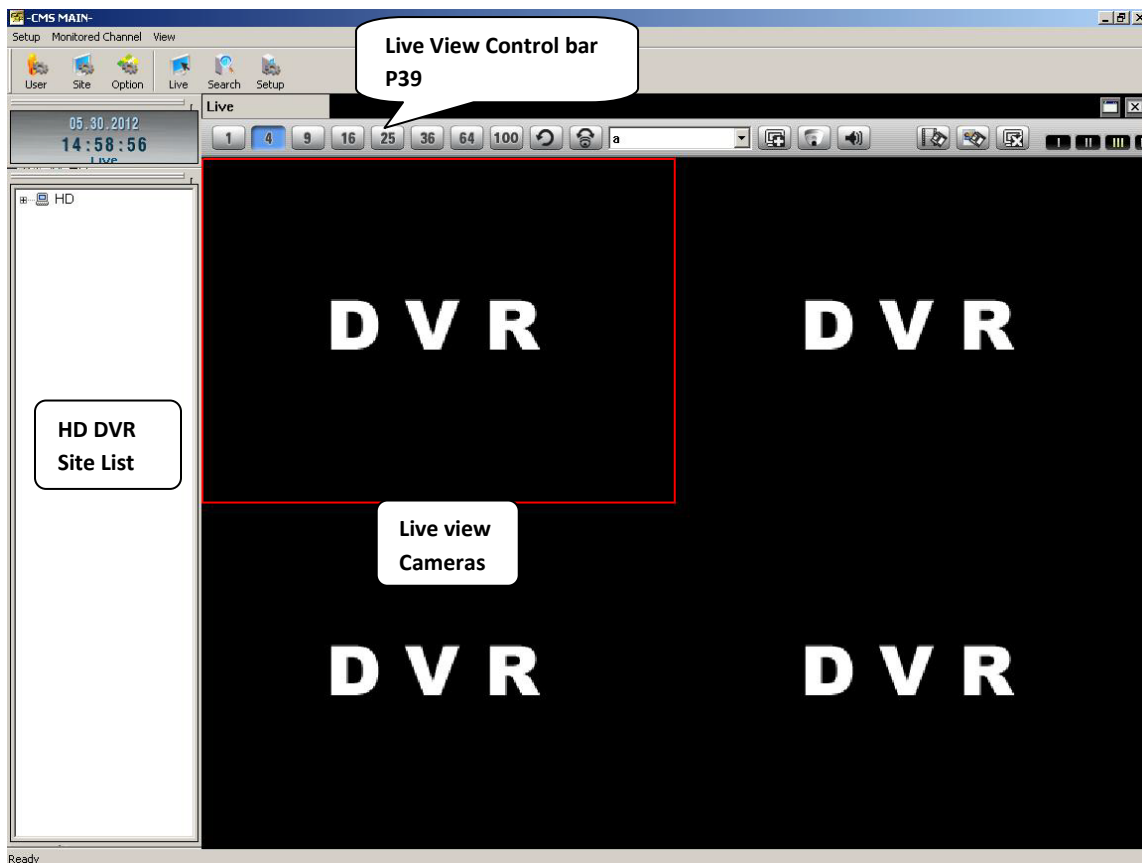 -CMS MAIN-
Setup Monitored Channel View
Live View Control bar
P39
User Site Option Live Search Setup
Live
05.30.2012
14:58:56
Live
1 4 9 16 25 36 64 100 a
I II III
HD
D V R D V R
HD DVR
Site List
Live view
Cameras
D V R D V R
Ready